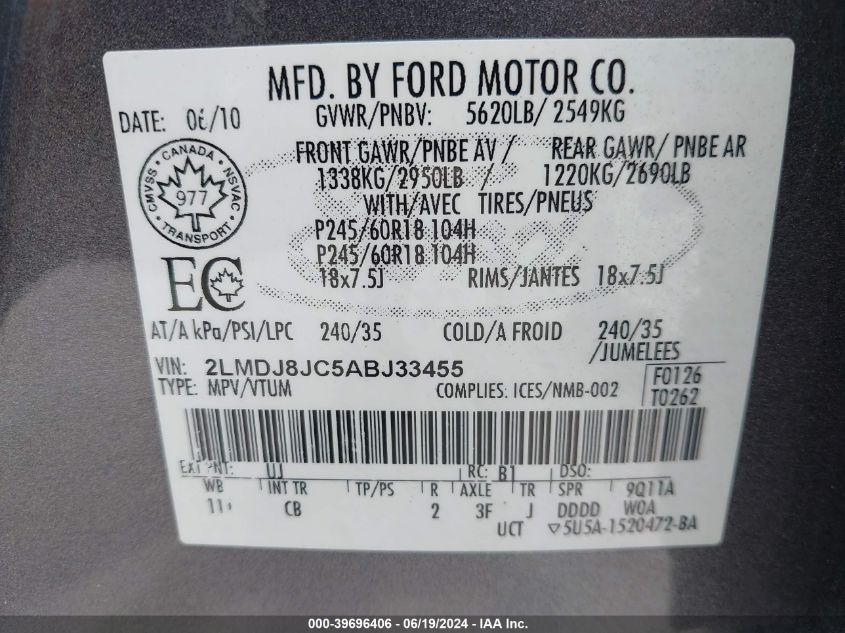 MFD. BY FORD MOTOR CO.
DATE: 06/10
GVWR/PNBV: 5620LB/ 2549KG
FRONT GAWR/PNBE AV / REAR GAWR/ PNBE AR
1338KG/2950LB / 1220KG/2690LB
WITH/AVEC TIRES/PNEUS
P245/60R18 104H
P245/60R18 104H
18x7.5J RIMS/JANTES 18x7.5J
CANADA
CMVSS NSVAC
977
TRANSPORT
EC
AT/A kPa/PSI/LPC 240/35 COLD/A FROID 240/35
/JUMELEES
VIN: 2LMDJ8JC5ABJ33455
TYPE: MPV/VTUM COMPLIES: ICES/NMB-002
F0126
T0262
EXT PNT: UJ RC: B1 DSO:
WB INT TR TP/PS R AXLE TR SPR 9Q11A
CB 2 3F J DDDD W0A
UCT ▽5U5A-1520472-BA
000-39696406 - 06/19/2024 - IAAI Inc.